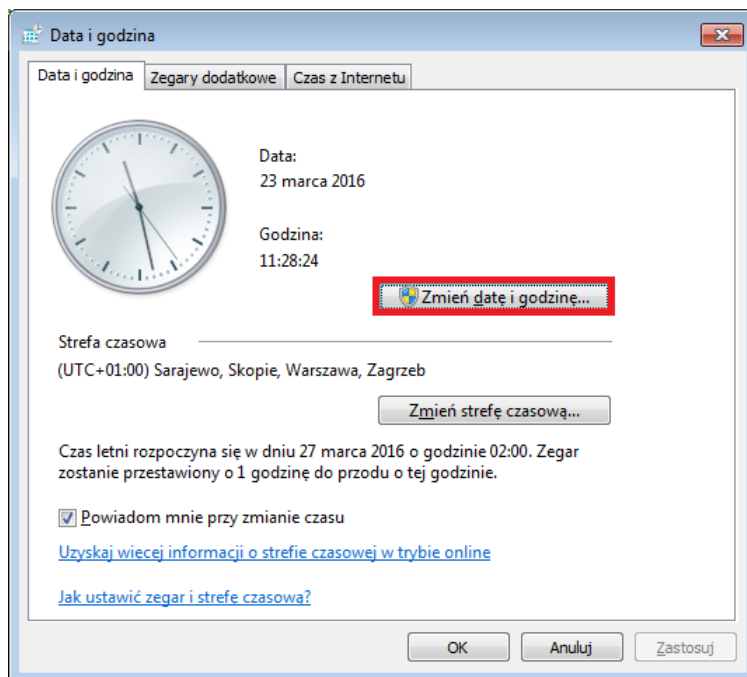 Data i godzina
Data i godzina
Zegary dodatkowe
Czas z Internetu
Data:
23 marca 2016
Godzina:
11:28:24
Zmień datę i godzinę...
Strefa czasowa
(UTC+01:00) Sarajewo, Skopie, Warszawa, Zagrzeb
Zmień strefę czasową...
Czas letni rozpoczyna się w dniu 27 marca 2016 o godzinie 02:00. Zegar
zostanie przestawiony o 1 godzinę do przodu o tej godzinie.
Powiadom mnie przy zmianie czasu
Uzyskaj więcej informacji o strefie czasowej w trybie online
Jak ustawić zegar i strefę czasową?
OK
Anuluj
Zastosuj